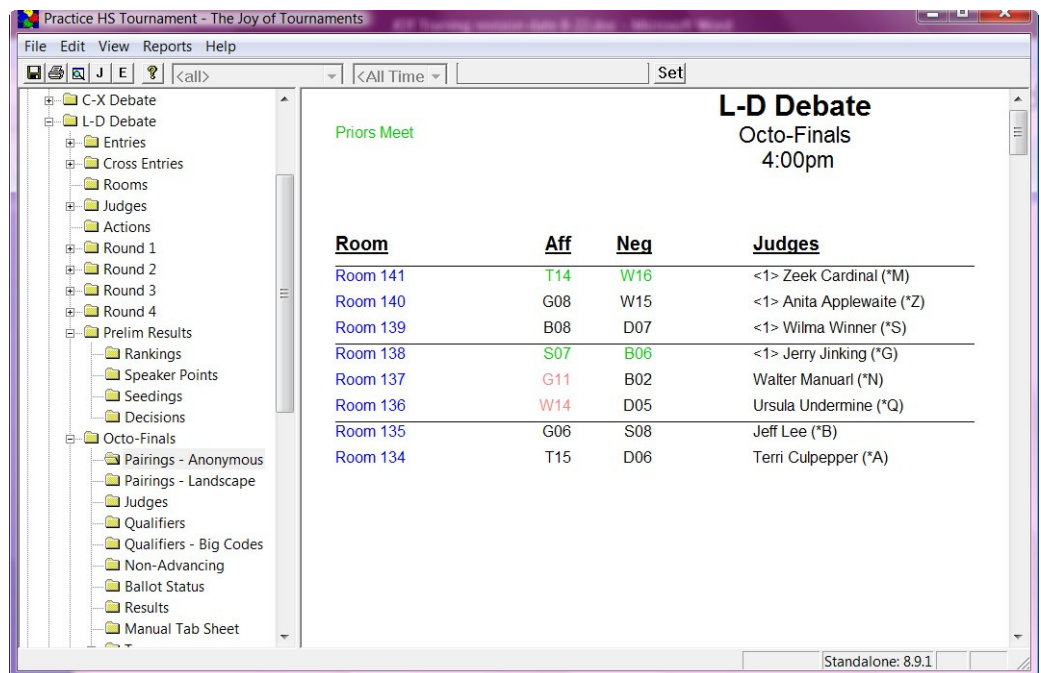 Practice HS Tournament - The Joy of Tournaments
File Edit View Reports Help
J E ? <all> <All Time Set
C-X Debate
L-D Debate
Entries
Cross Entries
Rooms
Judges
Actions
Round 1
Round 2
Round 3
Round 4
Prelim Results
Rankings
Speaker Points
Seedings
Decisions
Octo-Finals
Pairings - Anonymous
Pairings - Landscape
Judges
Qualifiers
Qualifiers - Big Codes
Non-Advancing
Ballot Status
Results
Manual Tab Sheet
L-D Debate
Priors Meet
Octo-Finals
4:00pm
Room Aff Neg Judges
Room 141 T14 W16 <1> Zeek Cardinal (*M)
Room 140 G08 W15 <1> Anita Applewaite (*Z)
Room 139 B08 D07 <1> Wilma Winner (*S)
Room 138 S07 B06 <1> Jerry Jinking (*G)
Room 137 G11 B02 Walter Manuarl (*N)
Room 136 W14 D05 Ursula Undermine (*Q)
Room 135 G06 S08 Jeff Lee (*B)
Room 134 T15 D06 Terri Culpepper (*A)
Standalone: 8.9.1